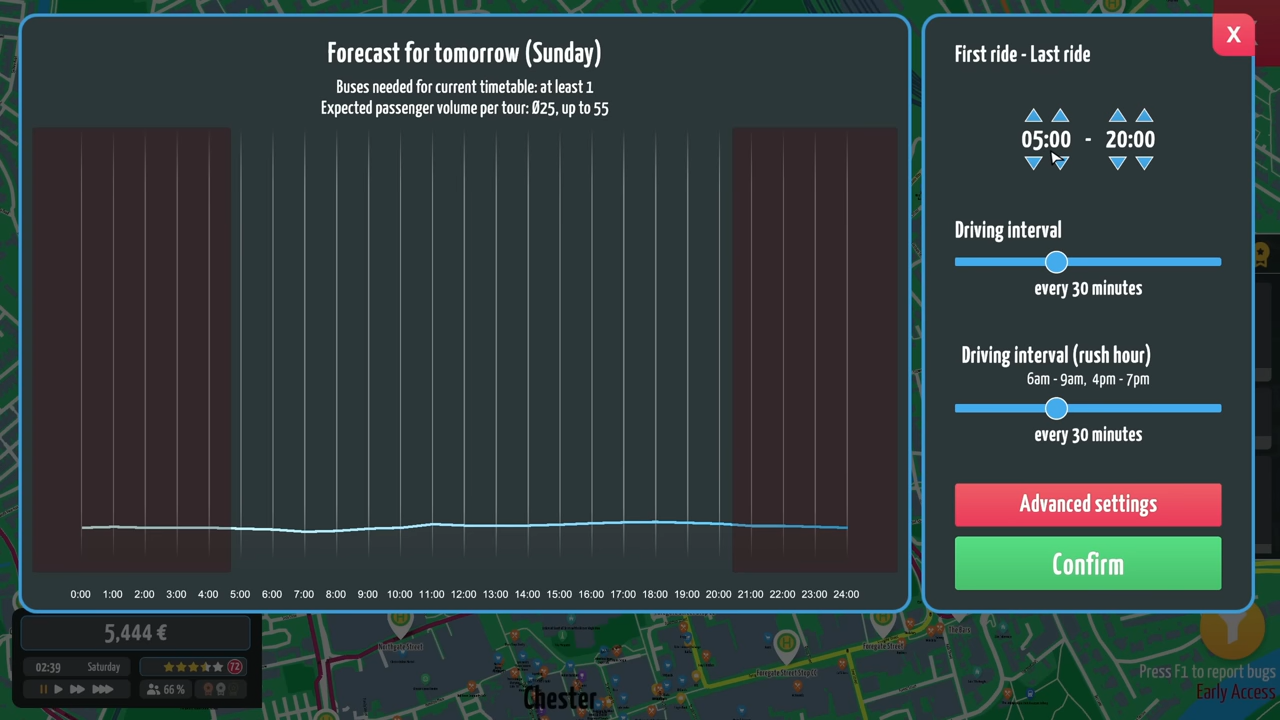 Forecast for tomorrow (Sunday)
Buses needed for current timetable: at least 1
Expected passenger volume per tour: Ø25, up to 55
0:00 1:00 2:00 3:00 4:00 5:00 6:00 7:00 8:00 9:00 10:00 11:00 12:00 13:00 14:00 15:00 16:00 17:00 18:00 19:00 20:00 21:00 22:00 23:00 24:00
X
First ride - Last ride
05:00 - 20:00
Driving interval
every 30 minutes
Driving interval (rush hour)
6am - 9am, 4pm - 7pm
every 30 minutes
Advanced settings
Confirm
5,444 €
02:39 Saturday 72
66 %
Chester
Press F1 to report bugs
Early Access